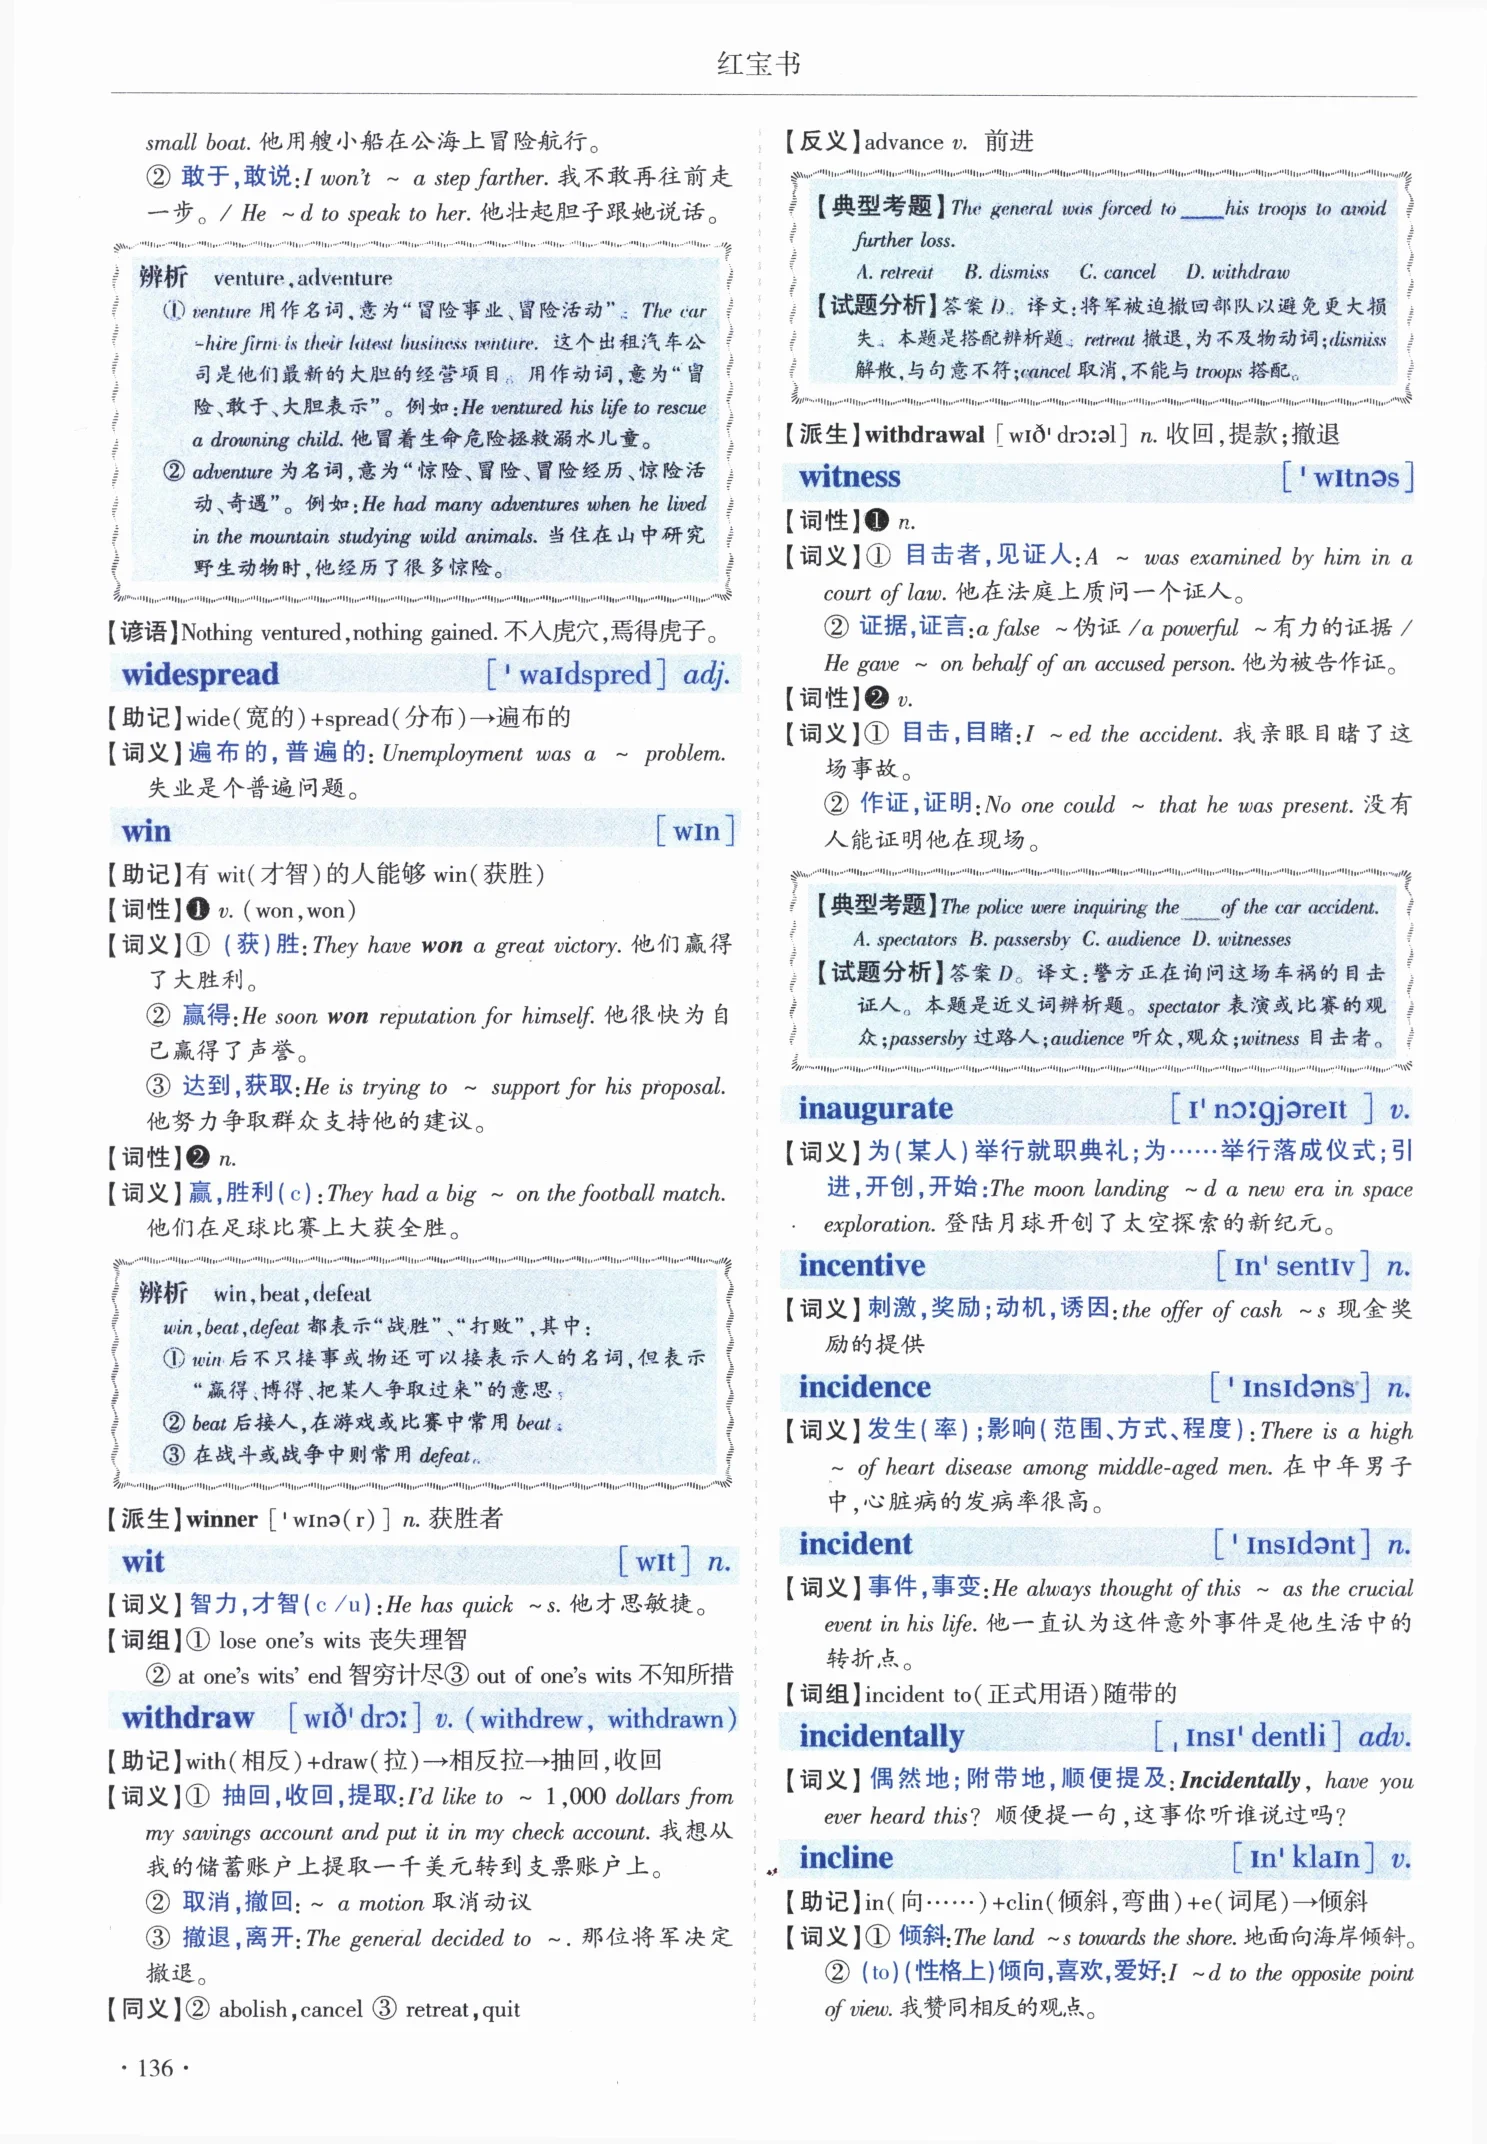 红宝书
small boat. 他用艘小船在公海上冒险航行。
② 敢于,敢说:I won't ~ a step farther. 我不敢再往前走
一步。/ He ~d to speak to her. 他壮起胆子跟她说话。
辨析 venture,adventure
① venture 用作名词,意为“冒险事业、冒险活动”。The car
-hire firm is their latest business venture. 这个出租汽车公
司是他们最新的大胆的经营项目。用作动词,意为“冒
险、敢于、大胆表示”。例如:He ventured his life to rescue
a drowning child. 他冒着生命危险拯救溺水儿童。
② adventure 为名词,意为“惊险、冒险、冒险经历、惊险活
动、奇遇”。例如:He had many adventures when he lived
in the mountain studying wild animals. 当住在山中研究
野生动物时,他经历了很多惊险。
【谚语】Nothing ventured,nothing gained. 不入虎穴,焉得虎子。
widespread [ˈwaɪdspred] adj.
【助记】wide(宽的)+spread(分布)→遍布的
【词义】遍布的,普遍的: Unemployment was a ~ problem.
失业是个普遍问题。
win [wɪn]
【助记】有 wit(才智)的人能够 win(获胜)
【词性】❶ v. (won,won)
【词义】① (获)胜:They have won a great victory. 他们赢得
了大胜利。
② 赢得:He soon won reputation for himself. 他很快为自
己赢得了声誉。
③ 达到,获取:He is trying to ~ support for his proposal.
他努力争取群众支持他的建议。
【词性】❷ n.
【词义】赢,胜利(c):They had a big ~ on the football match.
他们在足球比赛上大获全胜。
辨析 win,beat,defeat
win,beat,defeat 都表示“战胜”、“打败”,其中:
① win 后不只接事或物还可以接表示人的名词,但表示
“赢得、博得、把某人争取过来”的意思;
② beat 后接人,在游戏或比赛中常用 beat;
③ 在战斗或战争中则常用 defeat。
【派生】winner [ˈwɪnə(r)] n. 获胜者
wit [wɪt] n.
【词义】智力,才智(c /u):He has quick ~s. 他才思敏捷。
【词组】① lose one's wits 丧失理智
② at one's wits' end 智穷计尽③ out of one's wits 不知所措
withdraw [wɪðˈdrɔː] v. (withdrew, withdrawn)
【助记】with(相反)+draw(拉)→相反拉→抽回,收回
【词义】① 抽回,收回,提取:I'd like to ~ 1,000 dollars from
my savings account and put it in my check account. 我想从
我的储蓄账户上提取一千美元转到支票账户上。
② 取消,撤回: ~ a motion 取消动议
③ 撤退,离开:The general decided to ~. 那位将军决定
撤退。
【同义】② abolish,cancel ③ retreat,quit
· 136 ·
【反义】advance v. 前进
【典型考题】The general was forced to ___ his troops to avoid
further loss.
A. retreat B. dismiss C. cancel D. withdraw
【试题分析】答案 D。译文:将军被迫撤回部队以避免更大损
失。本题是搭配辨析题。retreat 撤退,为不及物动词;dismiss
解散,与句意不符;cancel 取消,不能与 troops 搭配。
【派生】withdrawal [wɪðˈdrɔːəl] n. 收回,提款;撤退
witness [ˈwɪtnəs]
【词性】❶ n.
【词义】① 目击者,见证人:A ~ was examined by him in a
court of law. 他在法庭上质问一个证人。
② 证据,证言:a false ~ 伪证 /a powerful ~ 有力的证据 /
He gave ~ on behalf of an accused person. 他为被告作证。
【词性】❷ v.
【词义】① 目击,目睹:I ~ed the accident. 我亲眼目睹了这
场事故。
② 作证,证明:No one could ~ that he was present. 没有
人能证明他在现场。
【典型考题】The police were inquiring the ___ of the car accident.
A. spectators B. passersby C. audience D. witnesses
【试题分析】答案 D。译文:警方正在询问这场车祸的目击
证人。本题是近义词辨析题。spectator 表演或比赛的观
众;passersby 过路人;audience 听众,观众;witness 目击者。
inaugurate [ɪˈnɔːɡjəreɪt ] v.
【词义】为(某人)举行就职典礼;为……举行落成仪式;引
进,开创,开始:The moon landing ~d a new era in space
exploration. 登陆月球开创了太空探索的新纪元。
incentive [ɪnˈsentɪv] n.
【词义】刺激,奖励;动机,诱因:the offer of cash ~s 现金奖
励的提供
incidence [ˈɪnsɪdəns] n.
【词义】发生(率);影响(范围、方式、程度):There is a high
~ of heart disease among middle-aged men. 在中年男子
中,心脏病的发病率很高。
incident [ˈɪnsɪdənt] n.
【词义】事件,事变:He always thought of this ~ as the crucial
event in his life. 他一直认为这件意外事件是他生活中的
转折点。
【词组】incident to(正式用语)随带的
incidentally [ˌɪnsɪˈdentli] adv.
【词义】偶然地;附带地,顺便提及:Incidentally, have you
ever heard this? 顺便提一句,这事你听谁说过吗?
incline [ɪnˈklaɪn] v.
【助记】in(向……)+clin(倾斜,弯曲)+e(词尾)→倾斜
【词义】① 倾斜:The land ~s towards the shore. 地面向海岸倾斜。
② (to)(性格上)倾向,喜欢,爱好:I ~d to the opposite point
of view. 我赞同相反的观点。